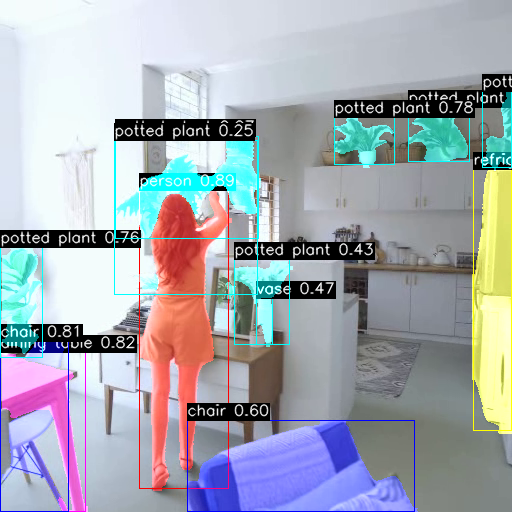 pott
potted plant
potted plant 0.78
potted plant 0.25
refrig
person 0.89
potted plant 0.76
potted plant 0.43
vase 0.47
chair 0.81
dining table 0.82
chair 0.60